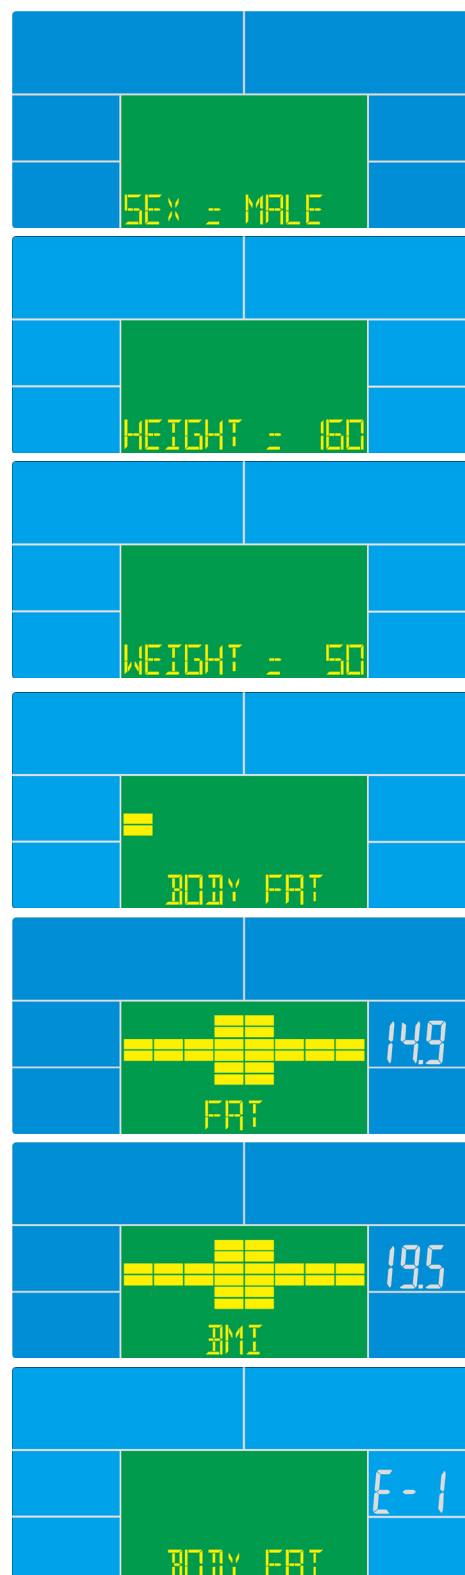 SEX = MALE
HEIGHT = 160
WEIGHT = 50
BODY FAT
14.9
FAT
19.5
BMI
E-1
BODY FAT